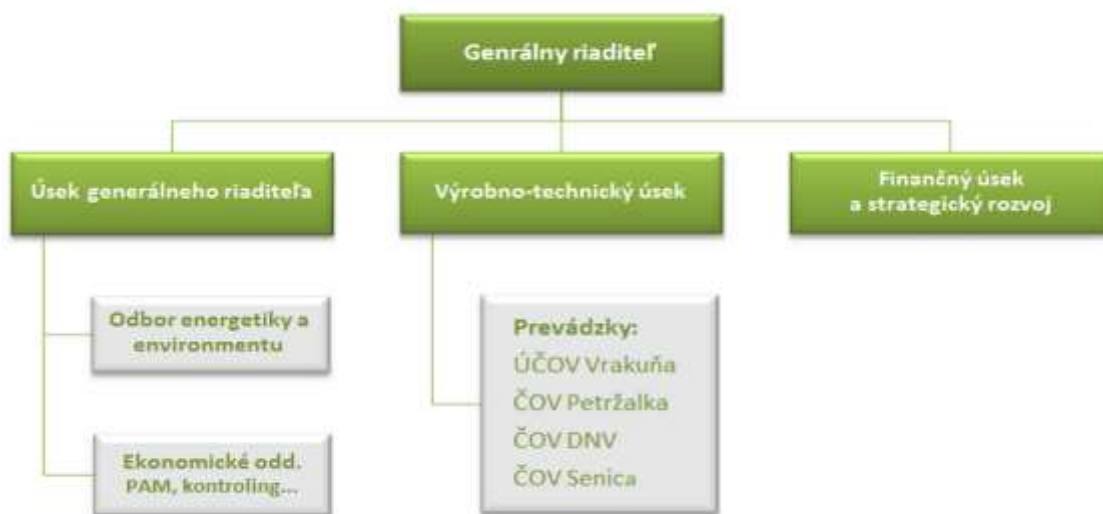 Genrálny riaditeľ
Úsek generálneho riaditeľa
Výrobno-technický úsek
Finančný úsek
a strategický rozvoj
Odbor energetiky a
environmentu
Ekonomické odd.
PAM, kontroling...
Prevádzky:
ÚČOV Vrakuňa
ČOV Petržalka
ČOV DNV
ČOV Senica